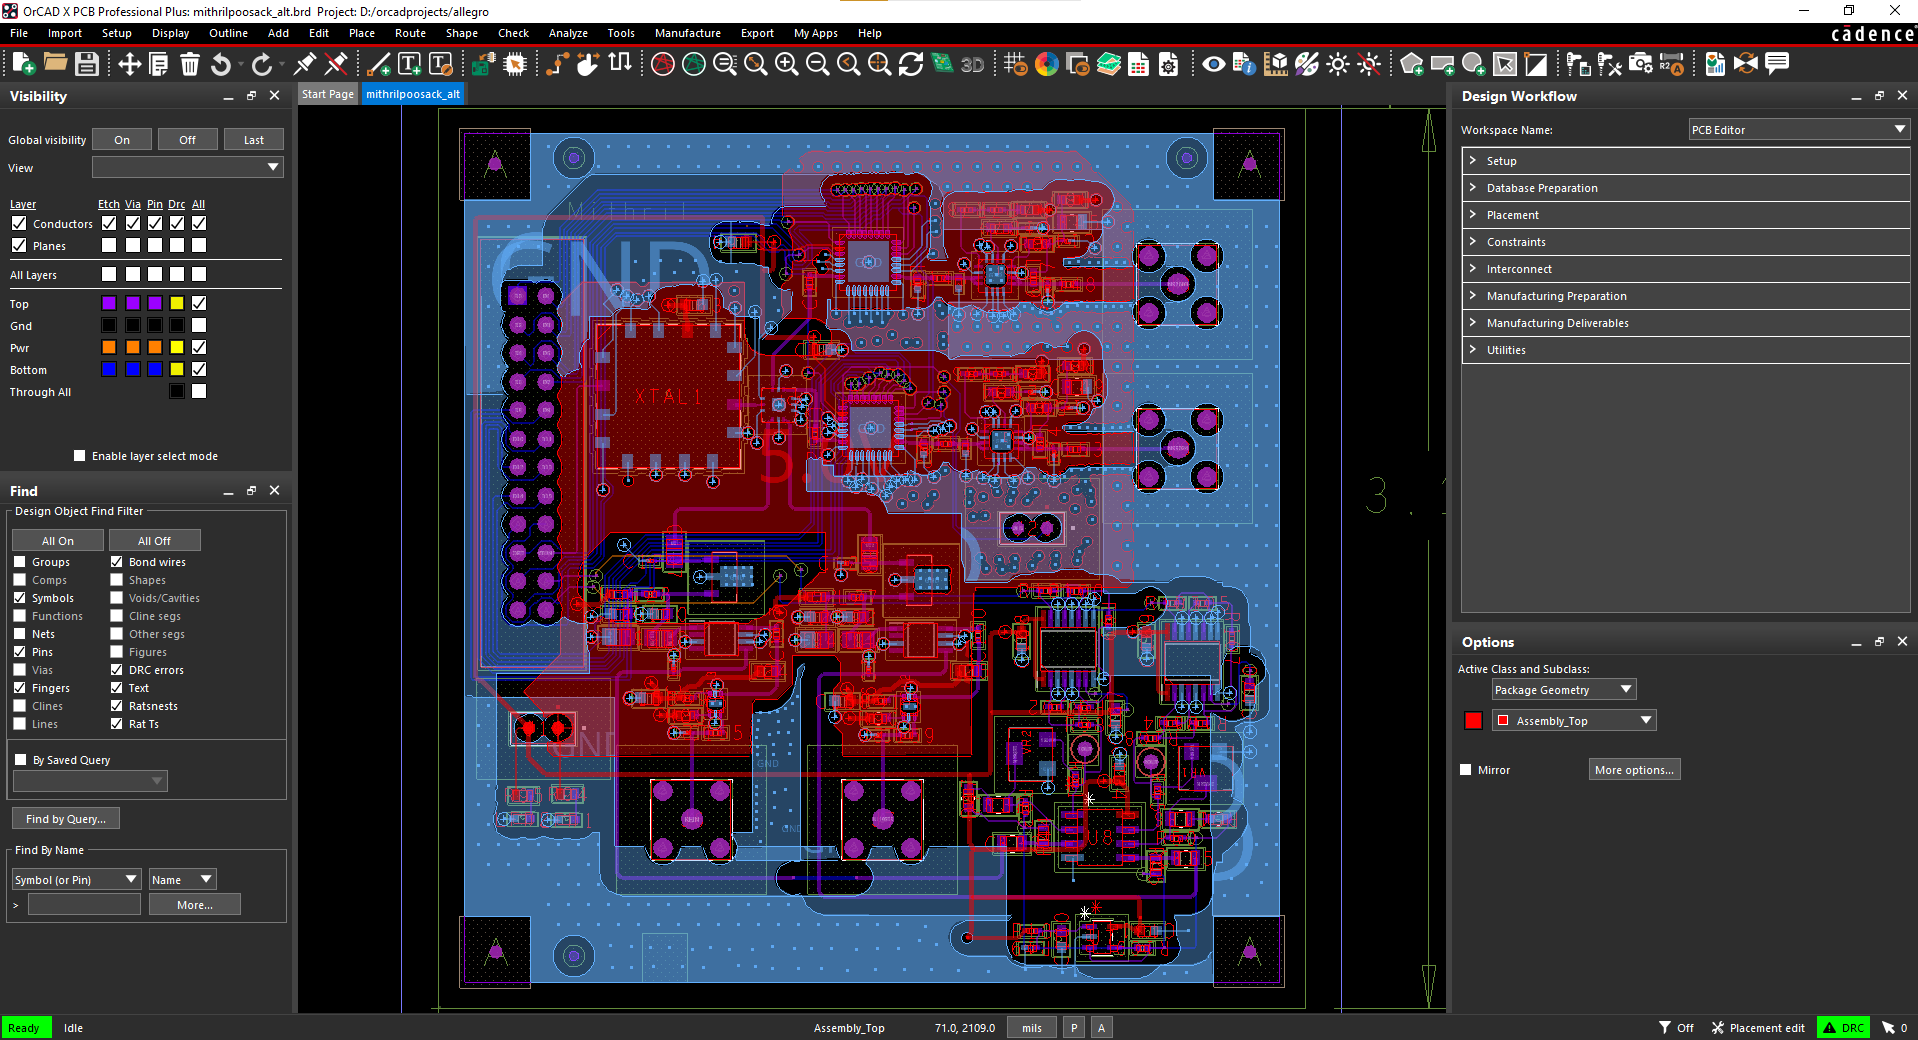 OrCAD X PCB Professional Plus: mithrilpoosack_alt.brd  Project: D:/orcadprojects/allegro
File Import Setup Display Outline Add Edit Place Route Shape Check Analyze Tools Manufacture Export My Apps Help
cādence
3D
R2
Visibility
Start Page
mithrilpoosack_alt
Design Workflow
Global visibility On Off Last
View
Layer Etch Via Pin Drc All
Conductors
Planes
All Layers
Top
Gnd
Pwr
Bottom
Through All
Enable layer select mode
Find
Design Object Find Filter
All On All Off
Groups Bond wires
Comps Shapes
Symbols Voids/Cavities
Functions Cline segs
Nets Other segs
Pins Figures
Vias DRC errors
Fingers Text
Clines Ratsnests
Lines Rat Ts
By Saved Query
Find by Query...
Find By Name
Symbol (or Pin) Name
> More...
Mithril
GND
XTAL1
GND
GND
GND
U8
VR2
VR1
3 .
Workspace Name: PCB Editor
Setup
Database Preparation
Placement
Constraints
Interconnect
Manufacturing Preparation
Manufacturing Deliverables
Utilities
Options
Active Class and Subclass:
Package Geometry
Assembly_Top
Mirror More options...
Ready Idle Assembly_Top 71.0, 2109.0 mils P A Off Placement edit DRC 0